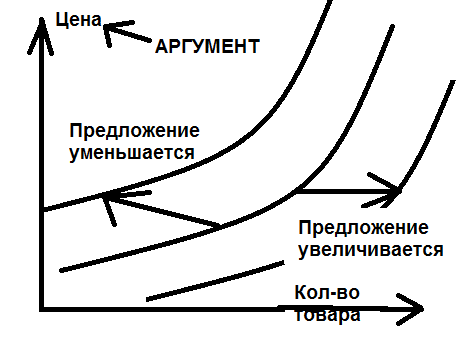 Цена
АРГУМЕНТ
Предложение
уменьшается
Предложение
увеличивается
Кол-во
товара